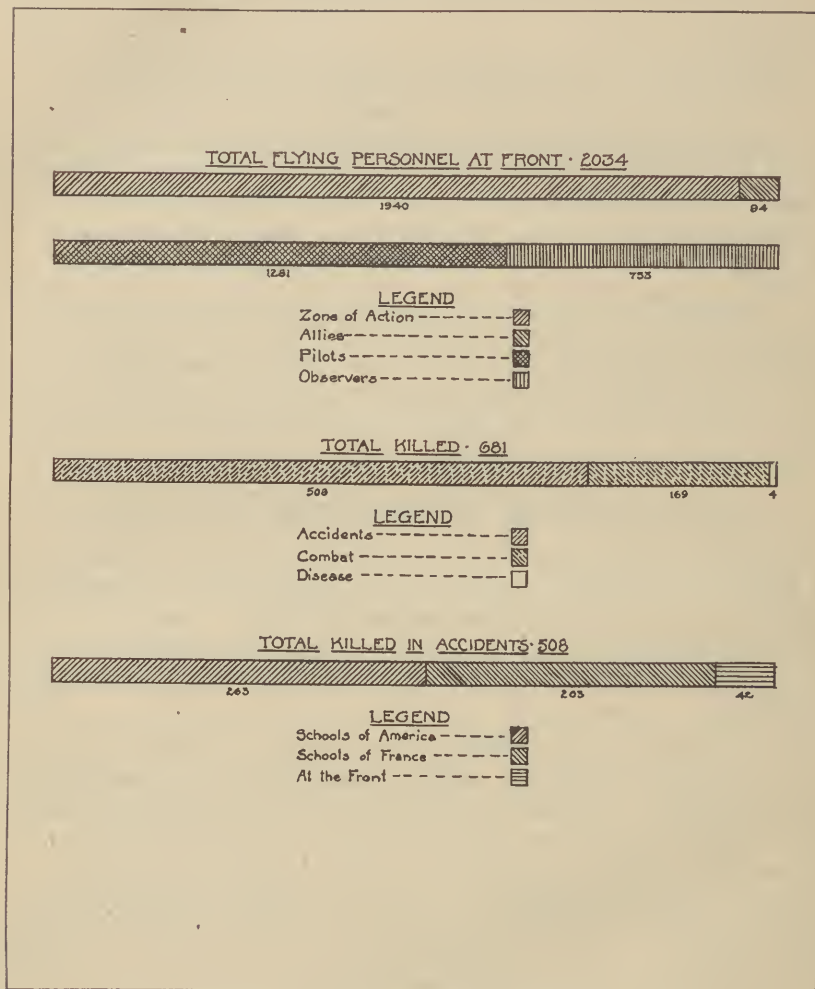 TOTAL FLYING PERSONNEL AT FRONT · 2034
1940 94
1281 753
LEGEND
Zone of Action
Allies
Pilots
Observers
TOTAL KILLED · 681
508 169 4
LEGEND
Accidents
Combat
Disease
TOTAL KILLED IN ACCIDENTS · 508
263 203 42
LEGEND
Schools of America
Schools of France
At the Front